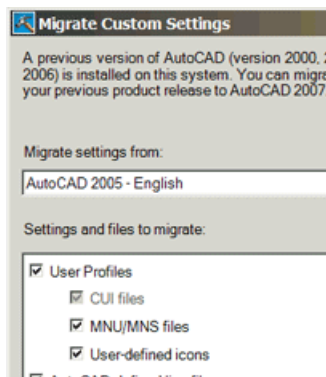 Migrate Custom Settings
A previous version of AutoCAD (version 2000,
2006) is installed on this system. You can
your previous product release to AutoCAD 2007
Migrate settings from:
AutoCAD 2005 - English
Settings and files to migrate:
User Profiles
CUI files
MNU/MNS files
User-defined icons